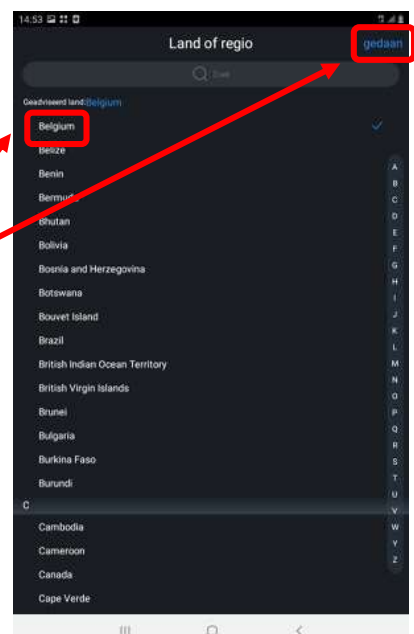 14:53
Land of regio
gedaan
Zoek
Geadviseerd land:Belgium
Belgium
Belize
Benin
Bermuda
Bhutan
Bolivia
Bosnia and Herzegovina
Botswana
Bouvet Island
Brazil
British Indian Ocean Territory
British Virgin Islands
Brunei
Bulgaria
Burkina Faso
Burundi
C
Cambodia
Cameroon
Canada
Cape Verde
A
B
C
D
E
F
G
H
I
J
K
L
M
N
O
P
Q
R
S
T
U
V
W
Y
Z